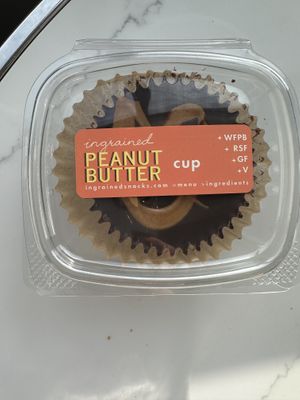 ingrained
PEANUT
BUTTER
cup
+ WFPB
+ RSF
+GF
+V
ingrainedsnacks.com >menu >ingredients